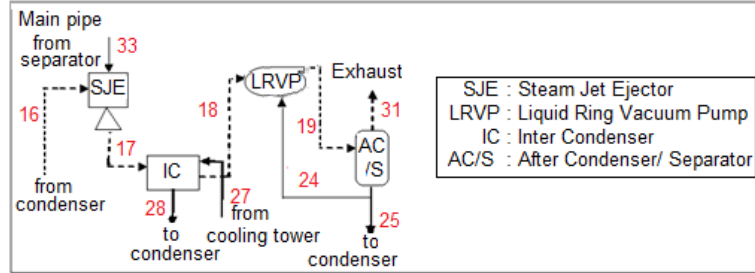 Main pipe
from
separator
33
SJE
16
17
from
condenser
IC
18
27
28
to
condenser
from
cooling tower
LRVP
19
24
Exhaust
31
AC
/S
25
to
condenser
SJE : Steam Jet Ejector
LRVP : Liquid Ring Vacuum Pump
IC : Inter Condenser
AC/S : After Condenser/ Separator